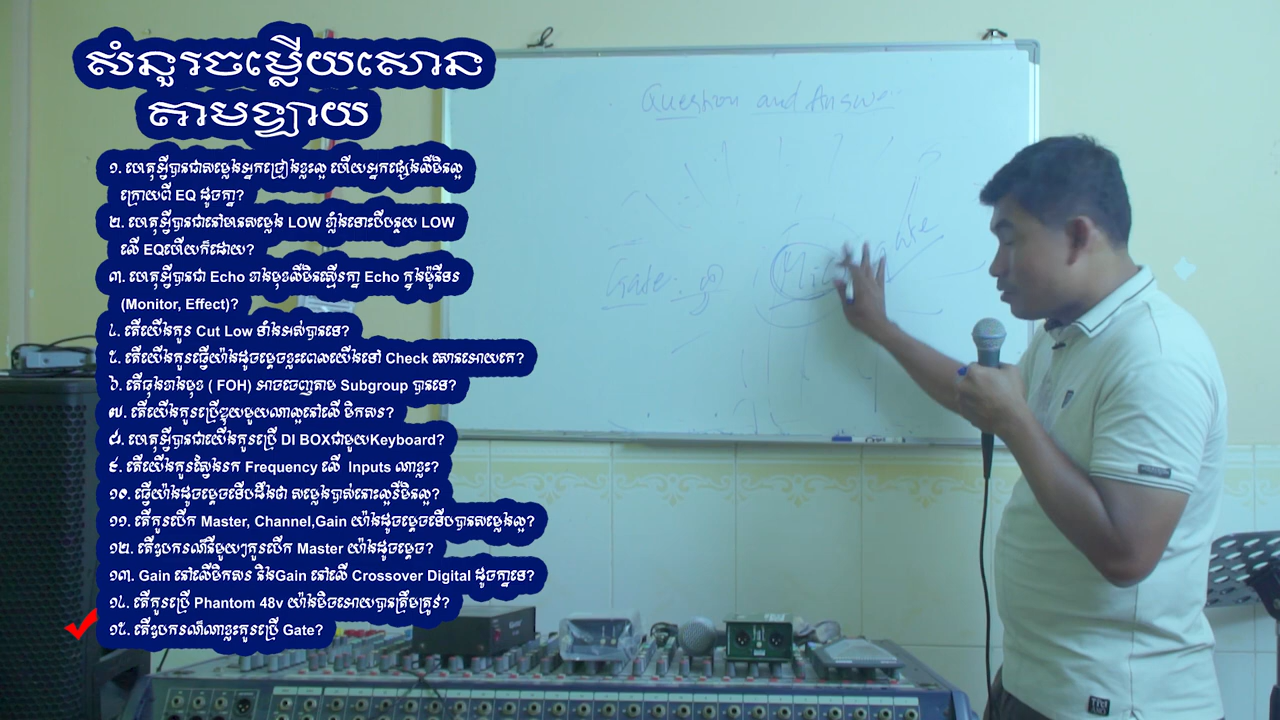 សំនួរចម្លើយសោន
តាមឡាយ
១. ហេតុអ្វីបានជាសម្លេងអ្នកច្រៀងខ្លះល្អ ហើយអ្នកផ្សេងលឺមិនល្អ
ក្រោយពី EQ ដូចគ្នា?
២. ហេតុអ្វីបានជានៅមានសម្លេង LOW ខ្លាំងទោះបីបន្ថយ LOW
លើ EQហើយក៏ដោយ?
៣. ហេតុអ្វីបានជា Echo ខាងមុខលឺមិនស្មើគ្នា Echo ក្នុងម៉ូនីទ័រ
(Monitor, Effect)?
៤. តើយើងគួរ Cut Low ទាំងអស់បានទេ?
៥. តើយើងគួរធ្វើយ៉ាងដូចម្តេចខ្លះពេលយើងទៅ Check សោនអោយគេ?
៦. តើធុងខាងមុខ ( FOH) អាចចេញតាម Subgroup បានទេ?
៧. តើយើងគួរប្រើប៊ូយមួយណាល្អនៅលើ មិកសរ?
៨. ហេតុអ្វីបានជាយើងគួរប្រើ DI BOXជាមួយKeyboard?
៩. តើយើងគួរស្វែងរក Frequency លើ Inputs ណាខ្លះ?
១០. ធ្វើយ៉ាងដូចម្តេចទើបដឹងថា សម្លេងបាស់នោះល្អរឺមិនល្អ?
១១. តើគួរបើក Master, Channel,Gain យ៉ាងដូចម្តេចទើបបានសម្លេងល្អ?
១២. តើឧបករណ៍នីមួយៗគួរបើក Master យ៉ាងដូចម្តេច?
១៣. Gain នៅលើមិកសរ និងGain នៅលើ Crossover Digital ដូចគ្នាទេ?
១៤. តើគួរប្រើ Phantom 48v យ៉ាងមិចអោយបានត្រឹមត្រូវ?
១៥. តើឧបករណ៍ណាខ្លះគួរប្រើ Gate?
Question and Answer
Gate
Gate :